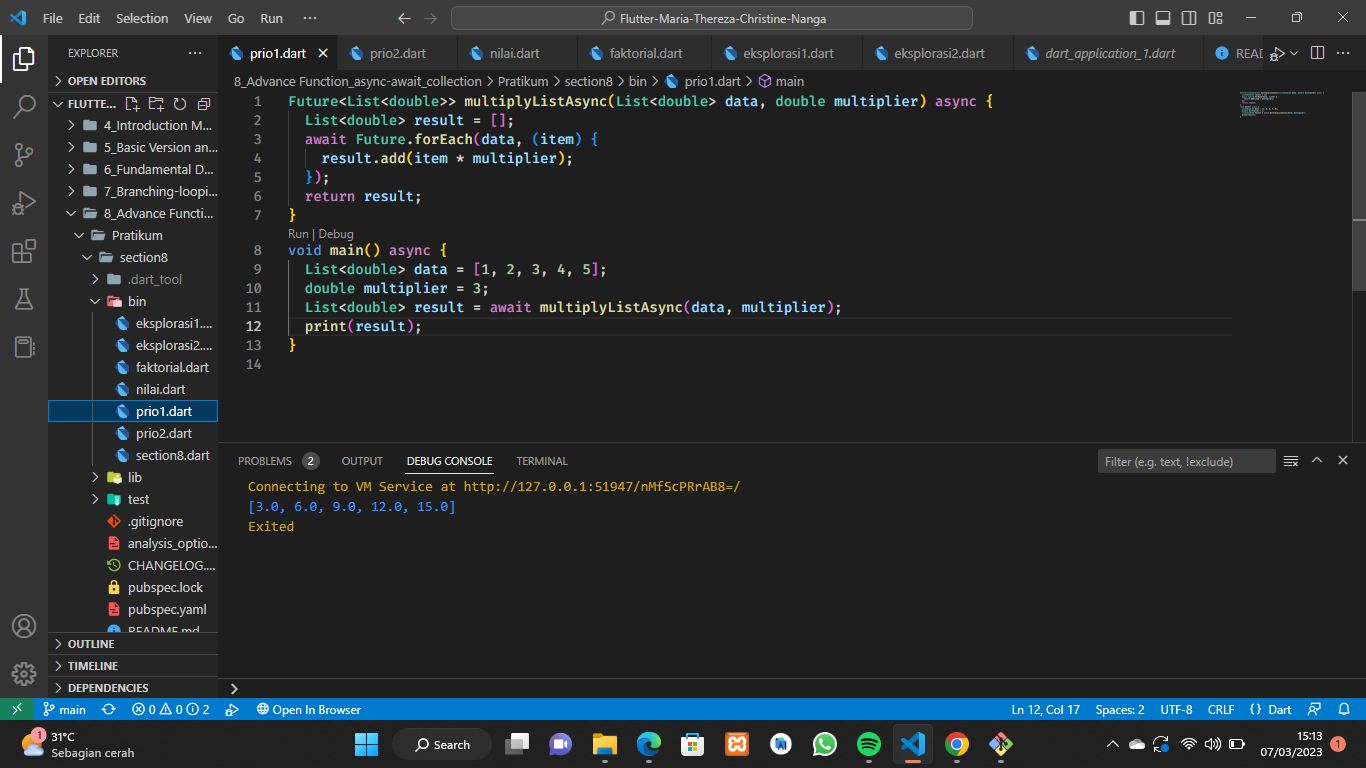 File Edit Selection View Go Run ···
Flutter-Maria-Thereza-Christine-Nanga
EXPLORER ···
OPEN EDITORS
FLUTTE...
4_Introduction M...
5_Basic Version an...
6_Fundamental D...
7_Branching-loopi...
8_Advance Functi...
Pratikum
section8
.dart_tool
bin
eksplorasi1....
eksplorasi2....
faktorial.dart
nilai.dart
prio1.dart
prio2.dart
section8.dart
lib
test
.gitignore
analysis_optio...
CHANGELOG....
pubspec.lock
pubspec.yaml
README.md
OUTLINE
TIMELINE
DEPENDENCIES
prio1.dart prio2.dart nilai.dart faktorial.dart eksplorasi1.dart eksplorasi2.dart dart_application_1.dart READ
8_Advance Function_async-await_collection > Pratikum > section8 > bin > prio1.dart > main
1 Future<List<double>> multiplyListAsync(List<double> data, double multiplier) async {
2 List<double> result = [];
3 await Future.forEach(data, (item) {
4 result.add(item * multiplier);
5 });
6 return result;
7 }
Run | Debug
8 void main() async {
9 List<double> data = [1, 2, 3, 4, 5];
10 double multiplier = 3;
11 List<double> result = await multiplyListAsync(data, multiplier);
12 print(result);
13 }
14
PROBLEMS 2 OUTPUT DEBUG CONSOLE TERMINAL
Filter (e.g. text, !exclude)
Connecting to VM Service at http://127.0.0.1:51947/nMfScPRrAB8=/
[3.0, 6.0, 9.0, 12.0, 15.0]
Exited
main 0 0 2 Open In Browser
Ln 12, Col 17 Spaces: 2 UTF-8 CRLF {} Dart
1
31°C
Sebagian cerah
Search
15:13
07/03/2023
1